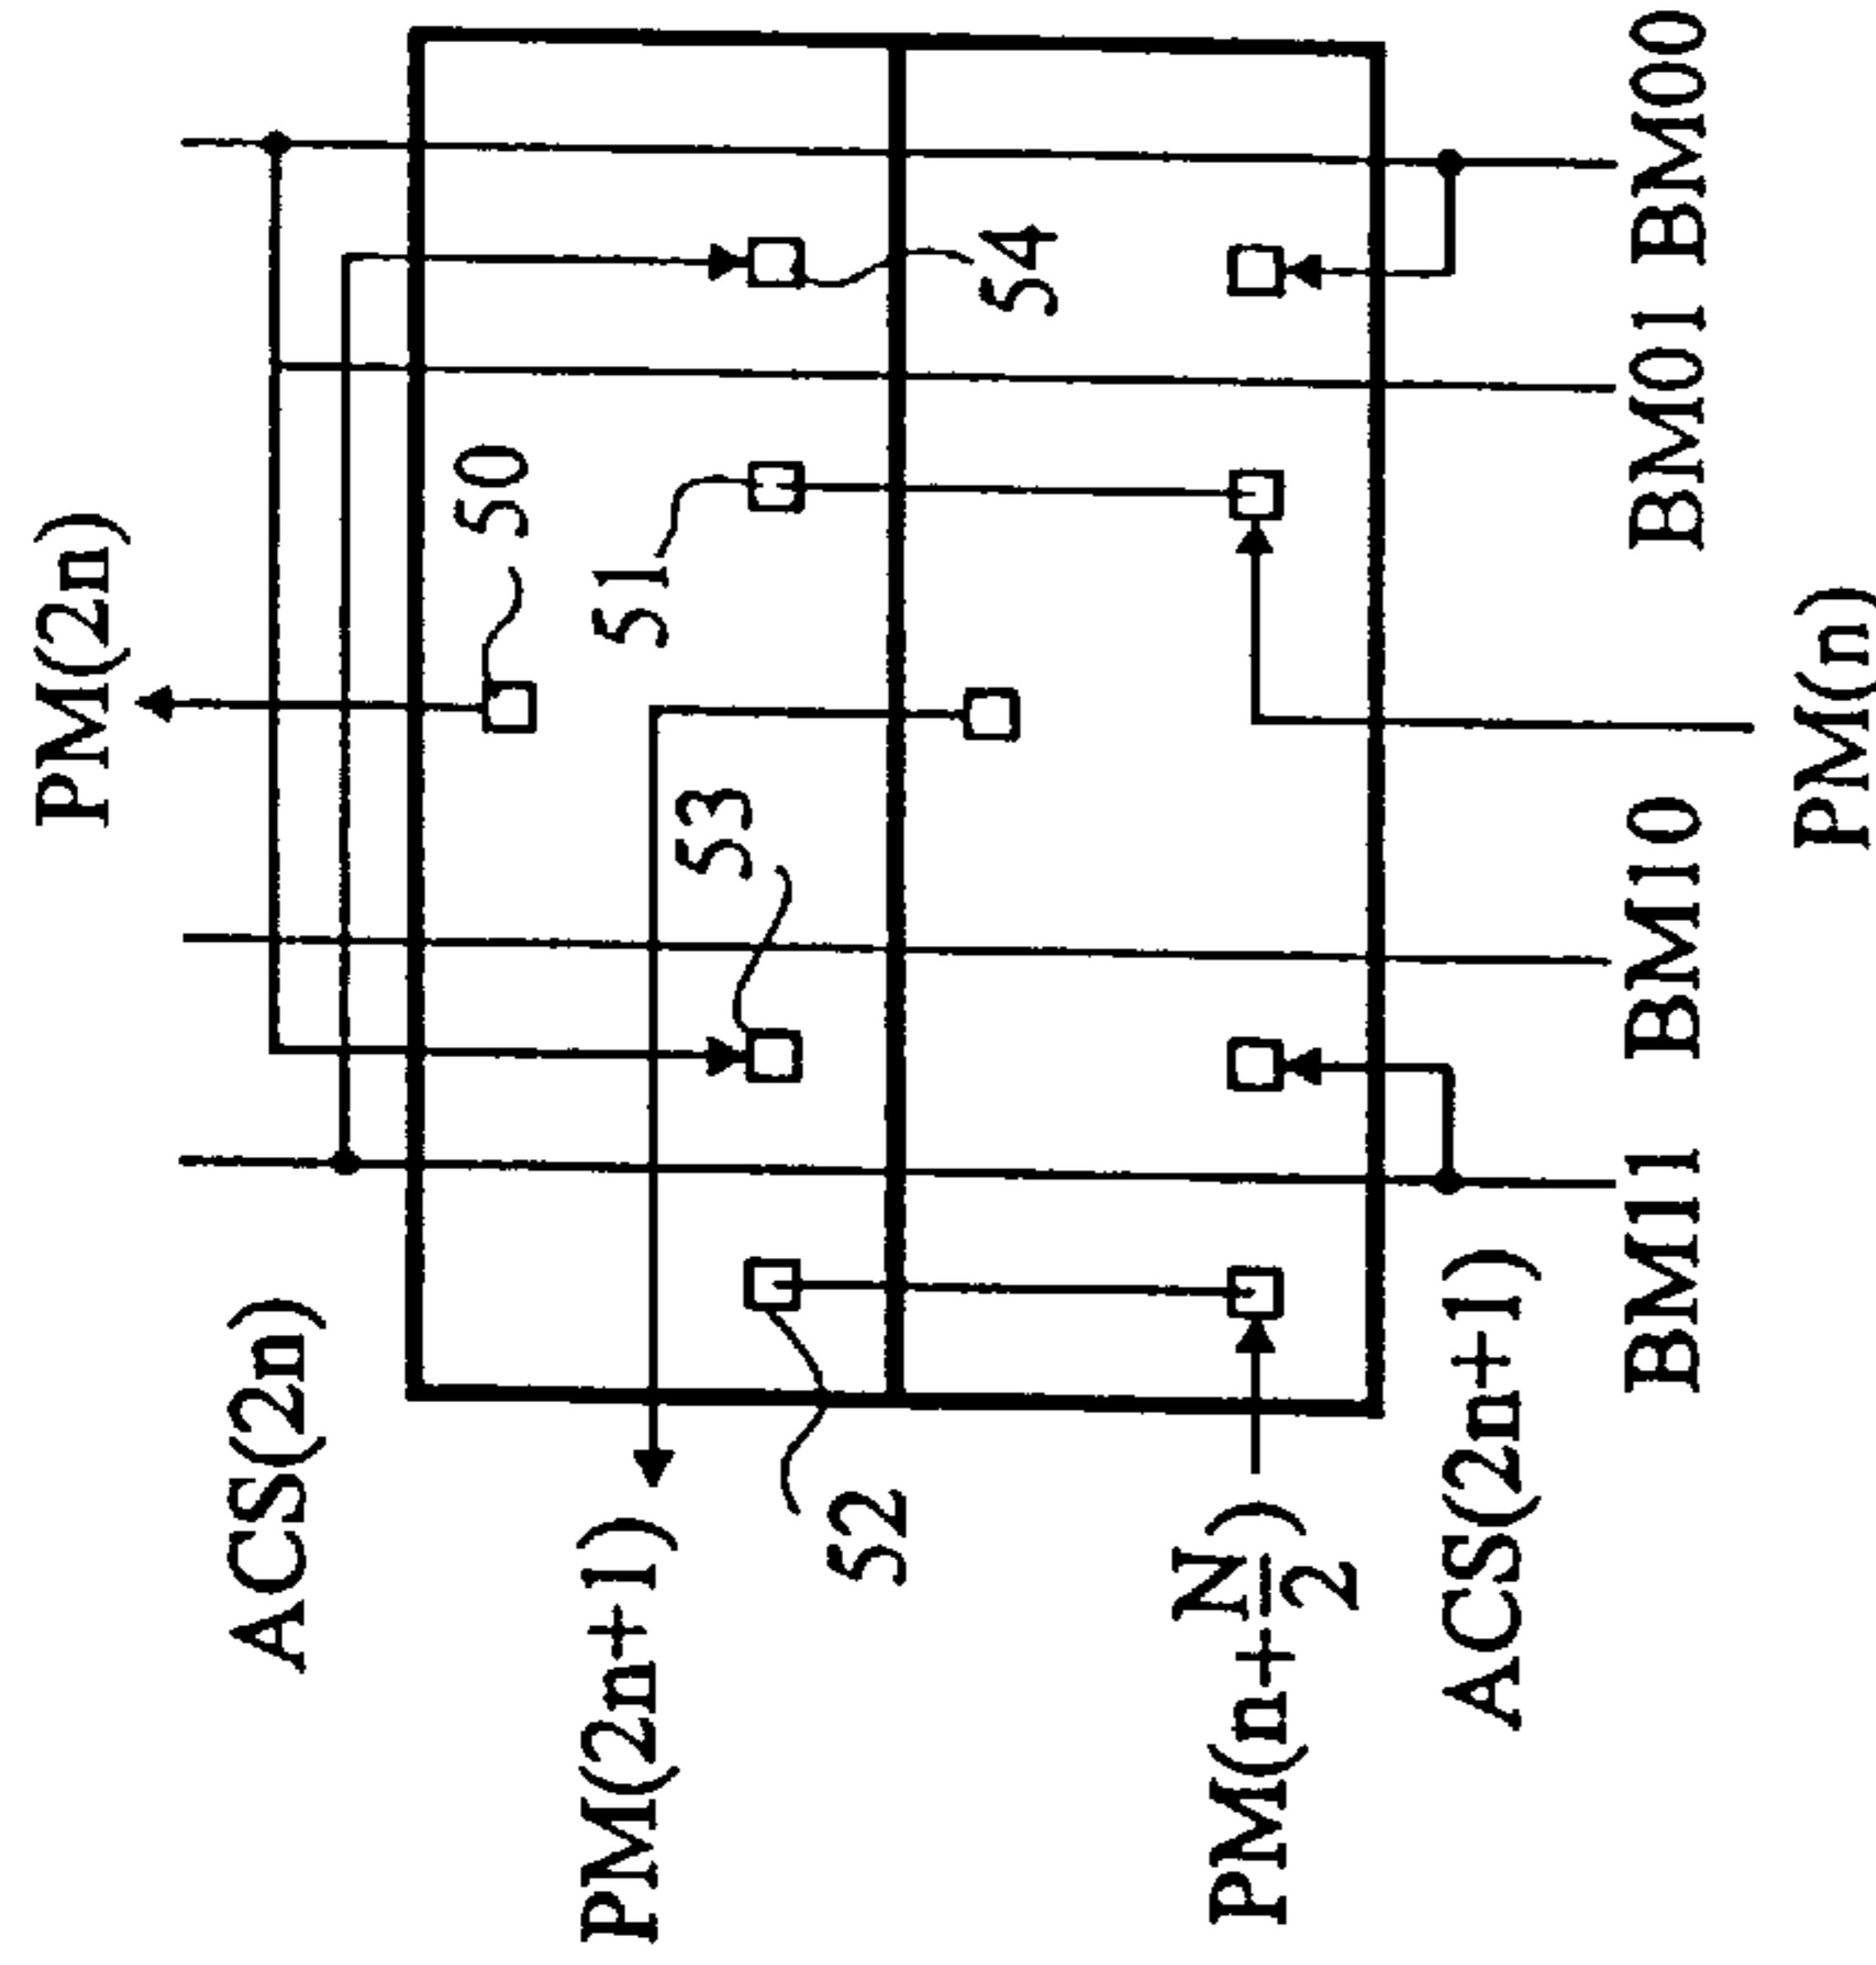 PM(2n)
ACS(2n)
PM(2n+1)
50
51
52
53
54
PM(n+N/2)
ACS(2n+1)
BM11
BM10
BM01
BM00
PM(n)